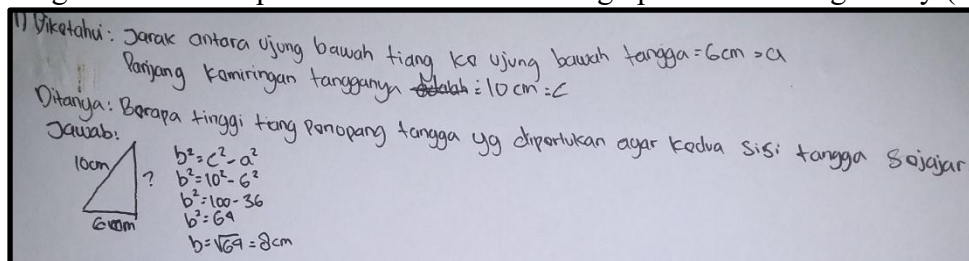 1) Diketahui: Jarak antara ujung bawah tiang ke ujung bawah tangga = 6cm = a
Panjang kemiringan tangganya adalah = 10 cm = c
Ditanya: Berapa tinggi tiang penopang tangga yg diperlukan agar kedua sisi tangga sejajar
Jawab:
10cm
?
6cm
b² = c² - a²
b² = 10² - 6²
b² = 100 - 36
b² = 64
b = √64 = 8cm